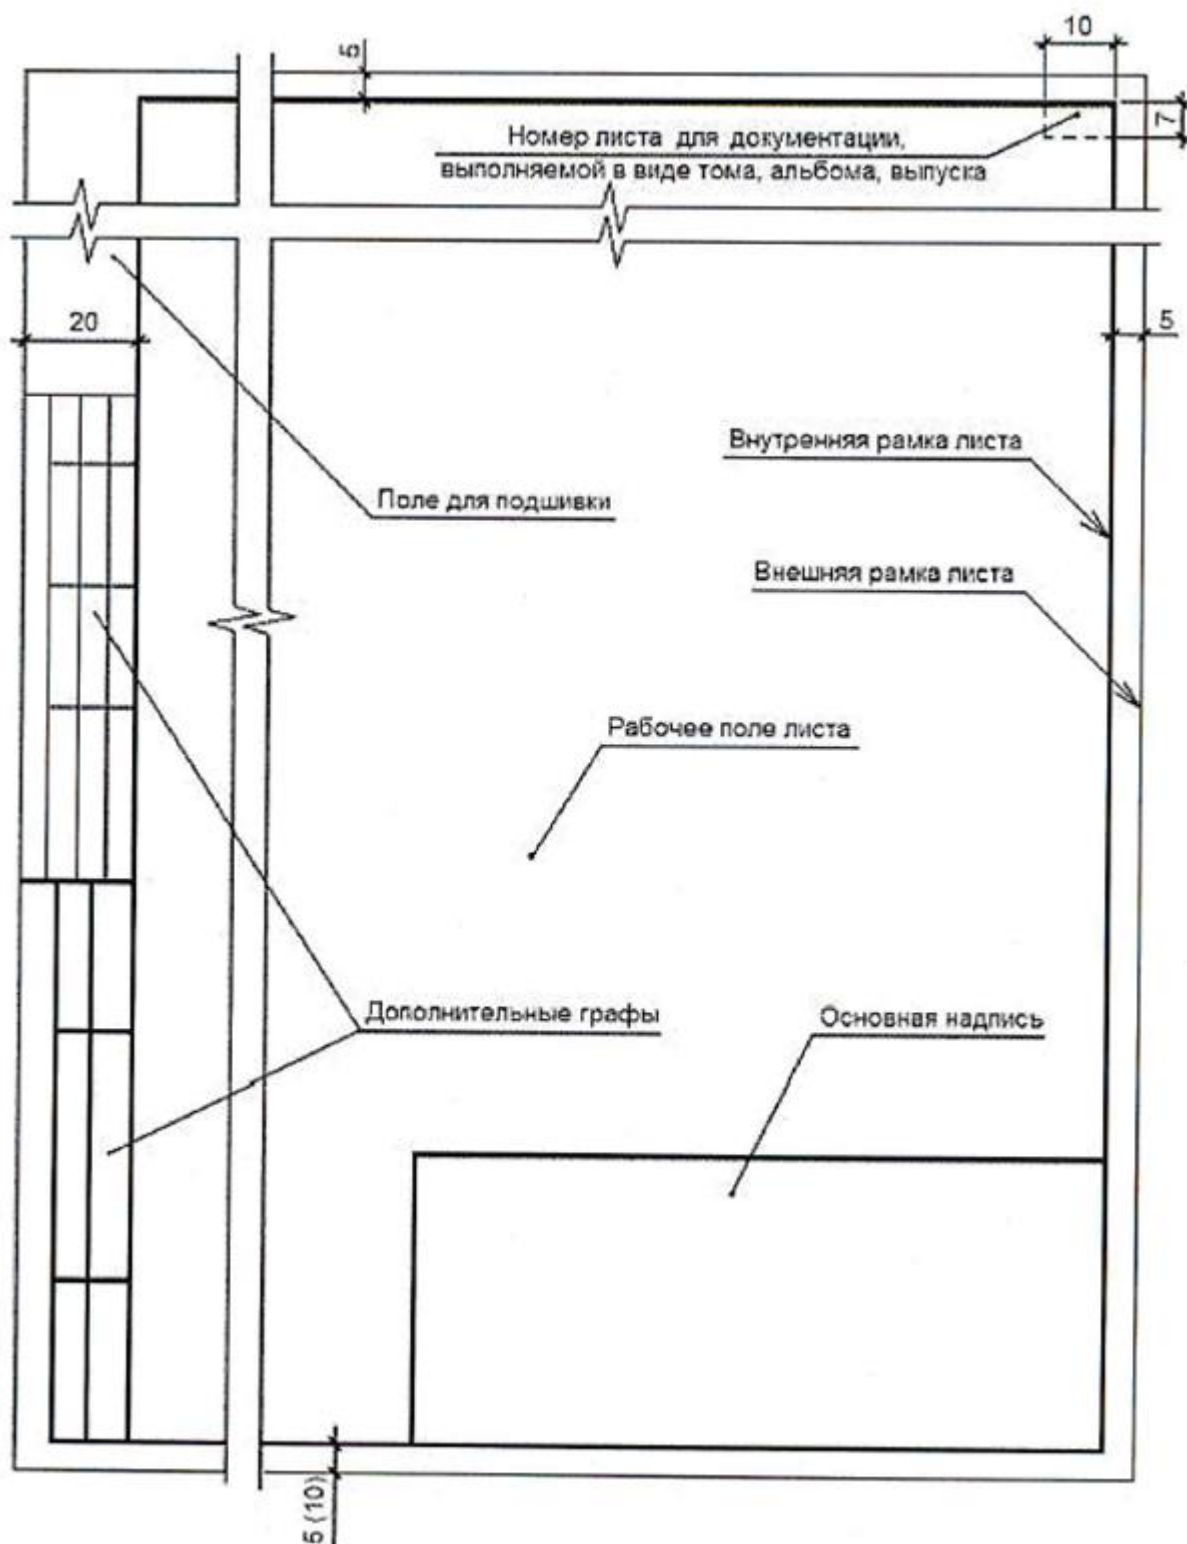 10
5
7
Номер листа для документации,
выполняемой в виде тома, альбома, выпуска
20
5
Внутренняя рамка листа
Поле для подшивки
Внешняя рамка листа
Рабочее поле листа
Дополнительные графы
Основная надпись
5 (10)